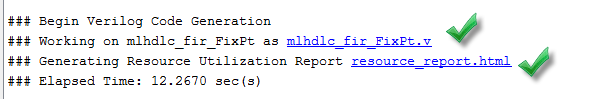 ### Begin Verilog Code Generation
### Working on mlhdlc_fir_FixPt as mlhdlc_fir_FixPt.v
### Generating Resource Utilization Report resource_report.html
### Elapsed Time: 12.2670 sec(s)